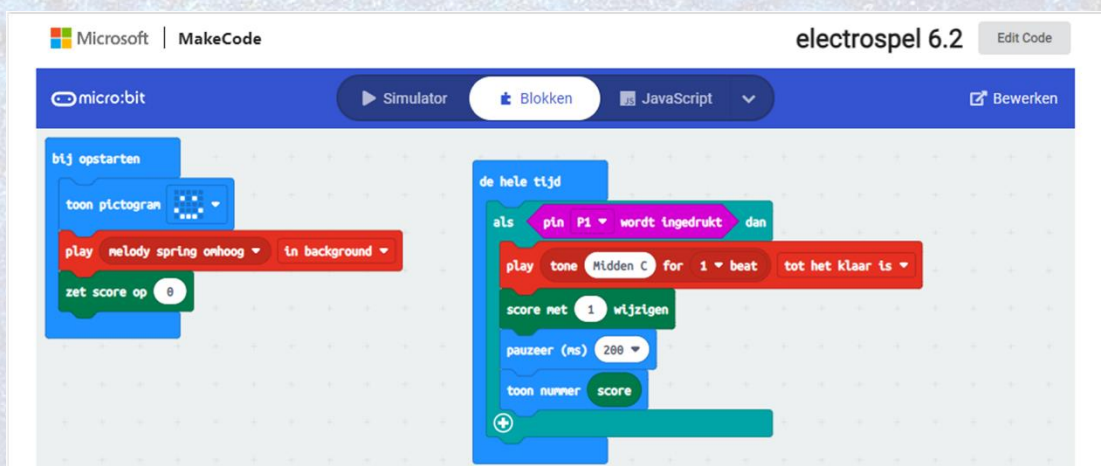 Microsoft | MakeCode
electrospel 6.2
Edit Code
micro:bit
Simulator
Blokken
JavaScript
Bewerken
bij opstarten
toon pictogram
play melody spring omhoog in background
zet score op 0
de hele tijd
als pin P1 wordt ingedrukt dan
play tone Midden C for 1 beat tot het klaar is
score met 1 wijzigen
pauzeer (ms) 200
toon nummer score